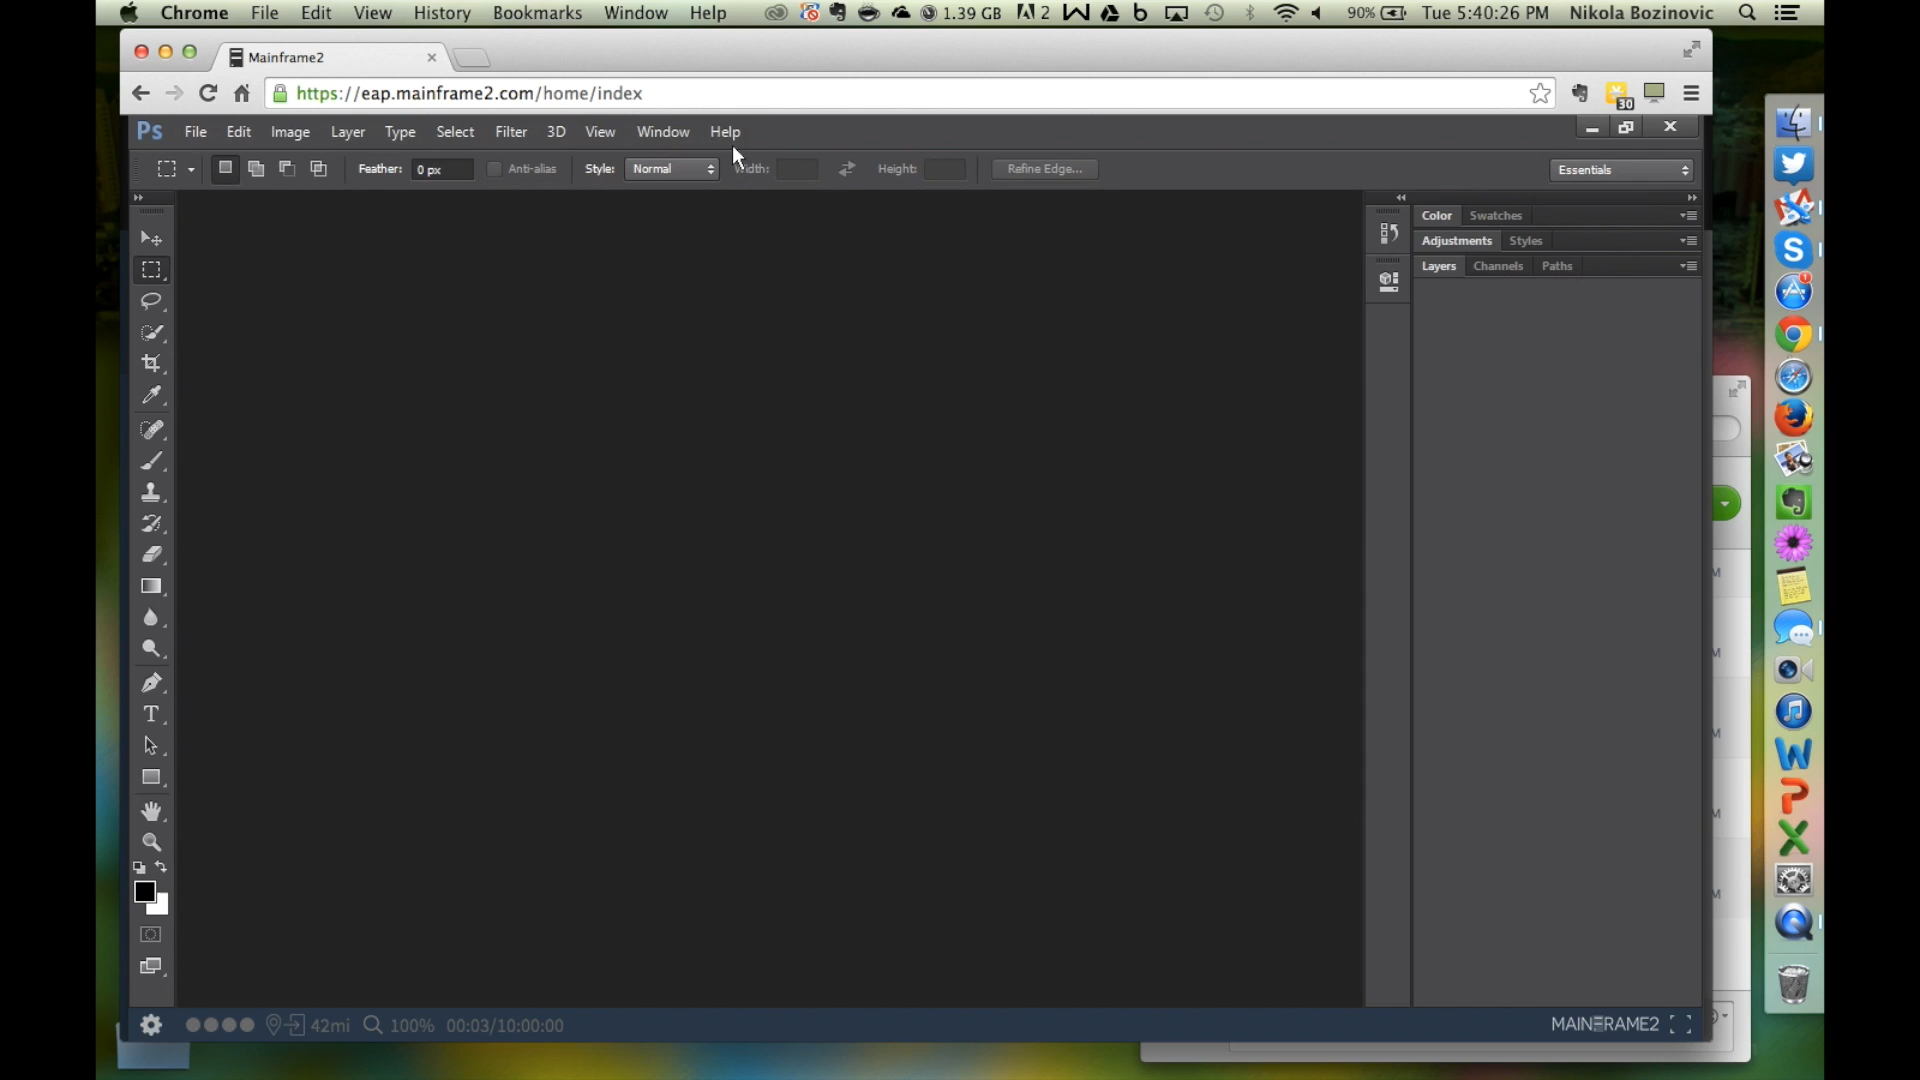 Chrome File Edit View History Bookmarks Window Help 1.39 GB 2 90% Tue 5:40:26 PM Nikola Bozinovic
Mainframe2
https://eap.mainframe2.com/home/index
30
Ps File Edit Image Layer Type Select Filter 3D View Window Help
Feather: 0 px Anti-alias Style: Normal Height: Refine Edge... Essentials
Color Swatches
Adjustments Styles
Layers Channels Paths
42mi 100% 00:03/10:00:00 MAINFRAME2